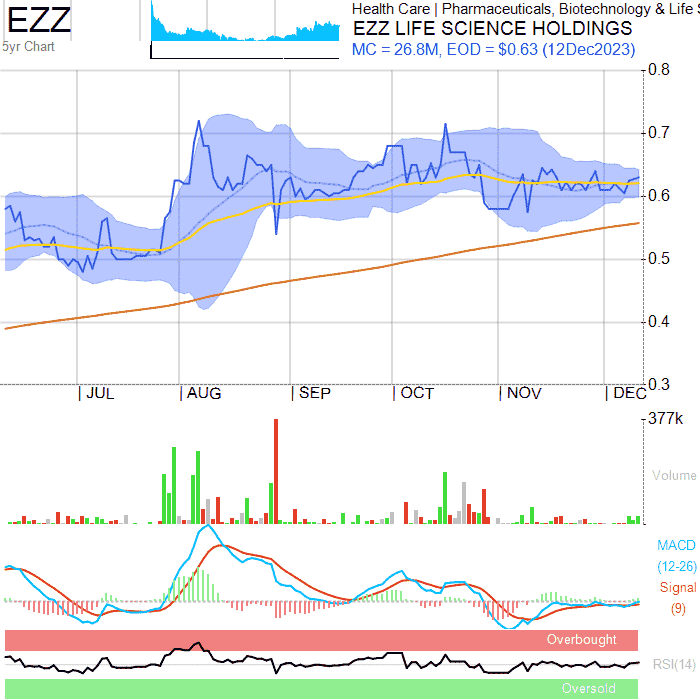 EZZ
5yr Chart
Health Care | Pharmaceuticals, Biotechnology & Life S
EZZ LIFE SCIENCE HOLDINGS
MC = 26.8M, EOD = $0.63 (12Dec2023)
0.8
0.7
0.6
0.5
0.4
0.3
| JUL | AUG | SEP | OCT | NOV | DEC
377k
Volume
MACD
(12-26)
Signal
(9)
Overbought
RSI(14)
Oversold